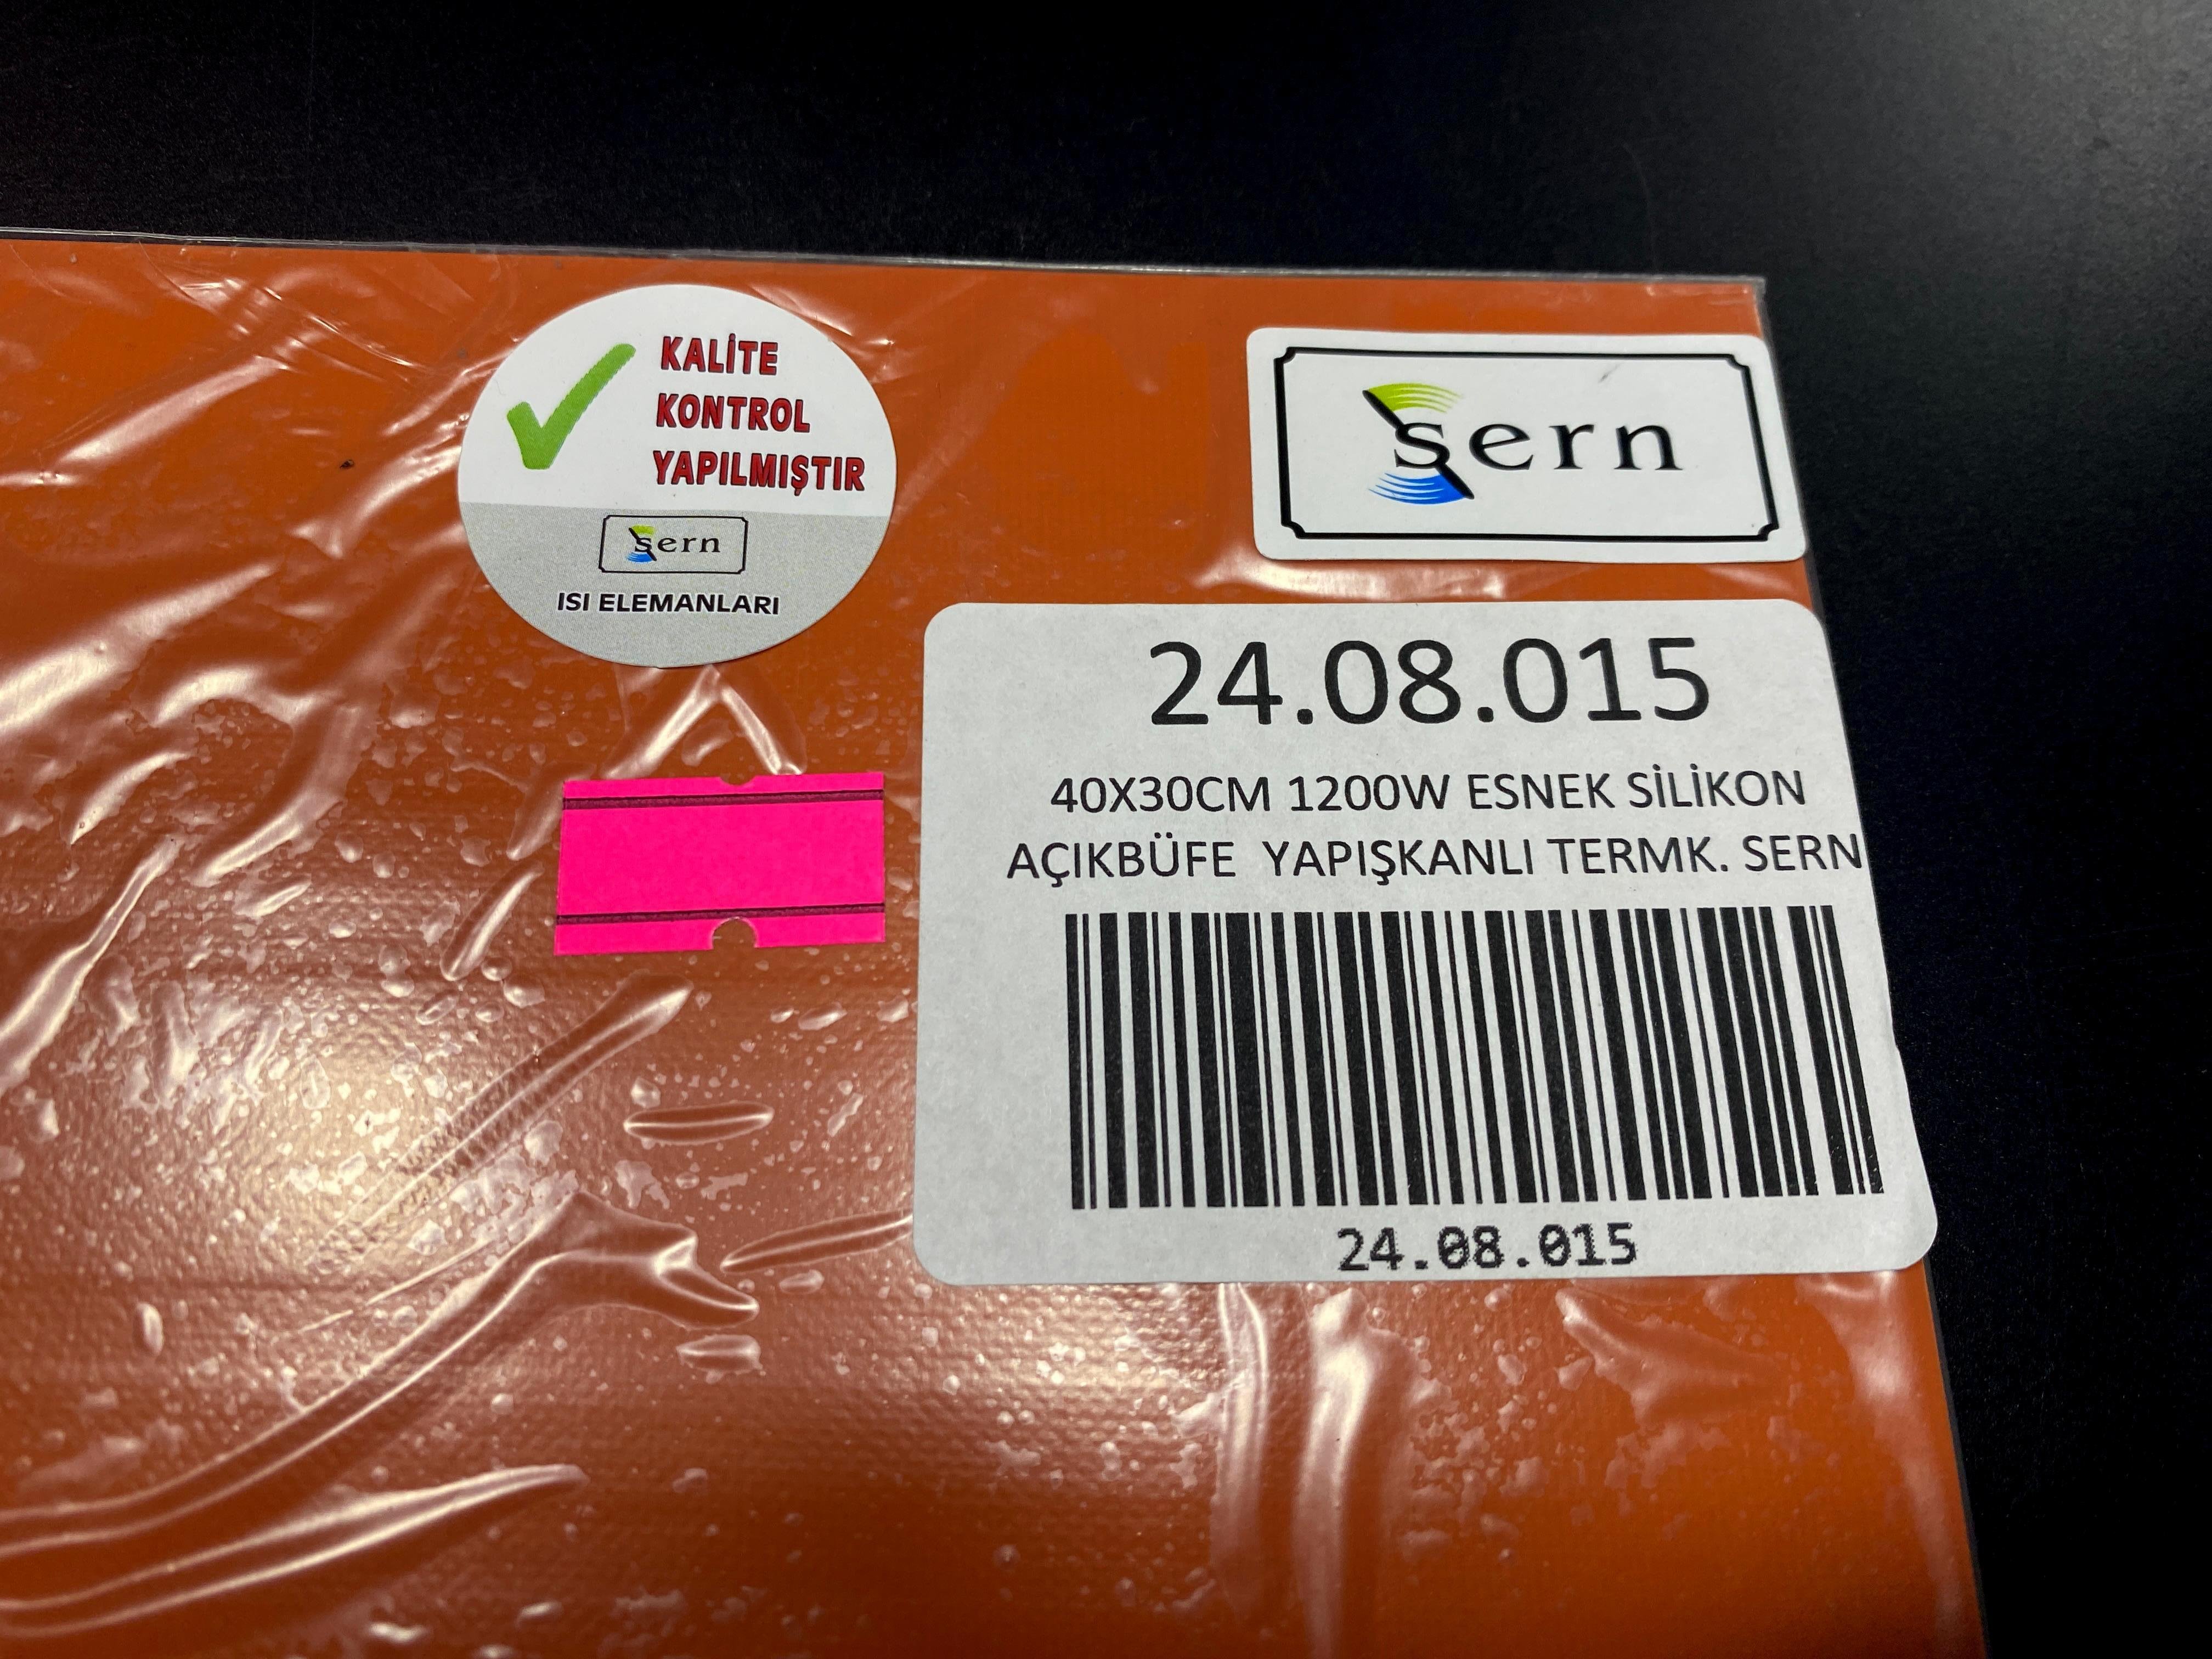 KALİTE
KONTROL
YAPILMIŞTIR
sern
ISI ELEMANLARI
sern
24.08.015
40X30CM 1200W ESNEK SİLİKON
AÇIKBÜFE  YAPIŞKANLI TERMK. SERN
24.08.015